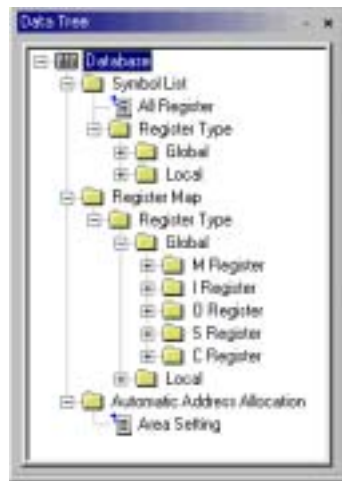 Data Tree
Database
Symbol List
All Register
Register Type
Global
Local
Register Map
Register Type
Global
M Register
I Register
O Register
S Register
C Register
Local
Automatic Address Allocation
Area Setting